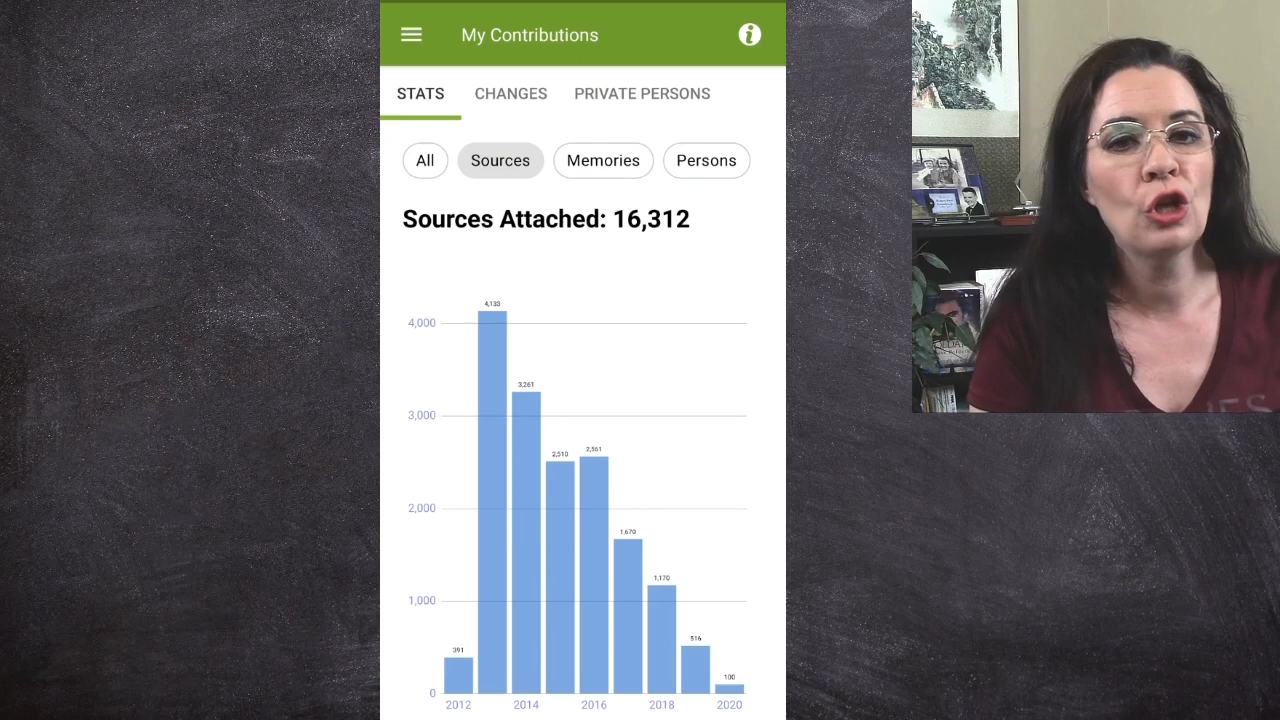 My Contributions
STATS CHANGES PRIVATE PERSONS
All Sources Memories Persons
Sources Attached: 16,312
4,133
4,000
3,261
3,000
2,510 2,561
2,000
1,670
1,170
1,000
516
391
100
0
2012 2014 2016 2018 2020